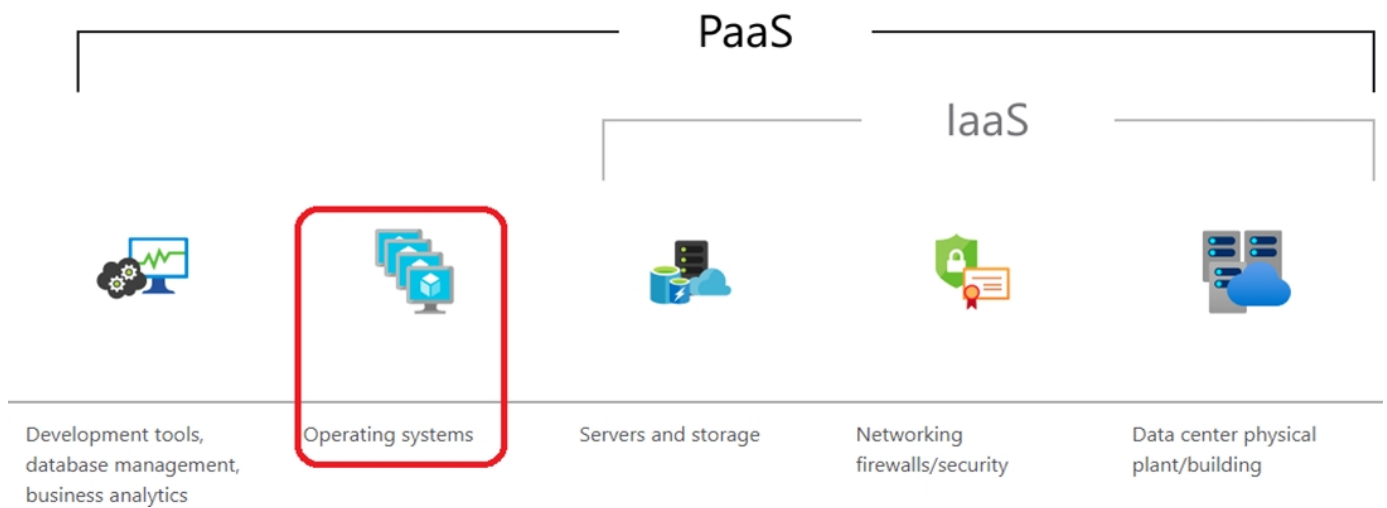 PaaS
IaaS
Development tools,
database management,
business analytics
Operating systems
Servers and storage
Networking
firewalls/security
Data center physical
plant/building